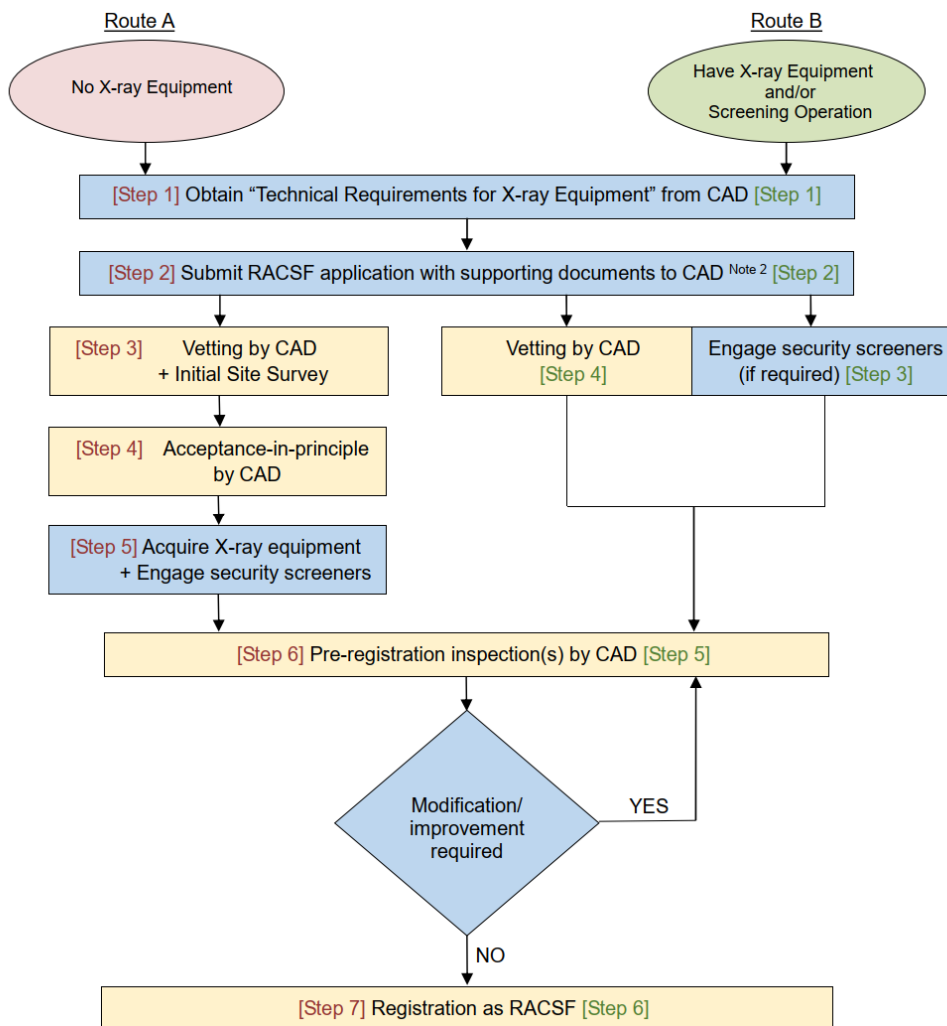 Route A
Route B
No X-ray Equipment
Have X-ray Equipment
and/or
Screening Operation
[Step 1] Obtain “Technical Requirements for X-ray Equipment” from CAD [Step 1]
[Step 2] Submit RACSF application with supporting documents to CAD Note 2 [Step 2]
[Step 3] Vetting by CAD
+ Initial Site Survey
Vetting by CAD
[Step 4]
Engage security screeners
(if required) [Step 3]
[Step 4] Acceptance-in-principle
by CAD
[Step 5] Acquire X-ray equipment
+ Engage security screeners
[Step 6] Pre-registration inspection(s) by CAD [Step 5]
Modification/
improvement
required
YES
NO
[Step 7] Registration as RACSF [Step 6]